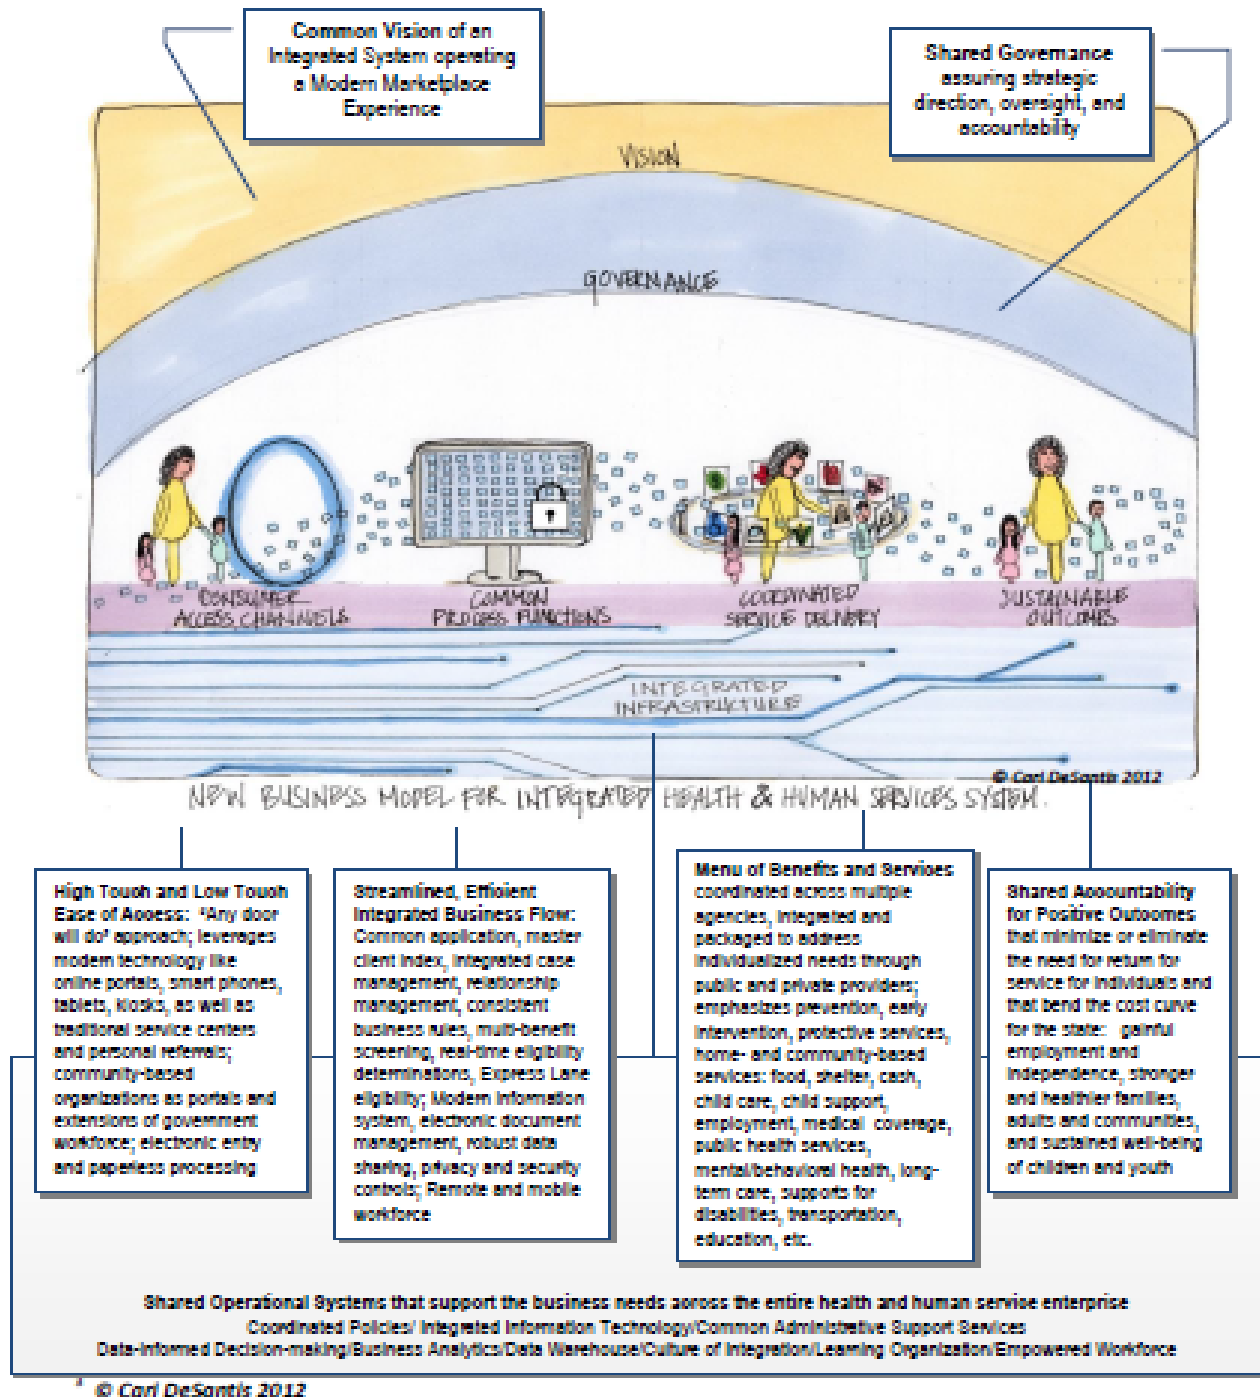 Common Vision of an
Integrated System operating
a Modern Marketplace
Experience
Shared Governance
assuring strategic
direction, oversight, and
accountability
VISION
GOVERNANCE
CONSUMER
ACCESS CHANNELS
COMMON
PROCESS FUNCTIONS
COORDINATED
SERVICE DELIVERY
SUSTAINABLE
OUTCOMES
INTEGRATED
INFRASTRUCTURE
© Cari DeSantis 2012
NEW BUSINESS MODEL FOR INTEGRATED HEALTH & HUMAN SERVICES SYSTEM.
High Touch and Low Touch
Ease of Access: "Any door
will do" approach; leverages
modern technology like
online portals, smart phones,
tablets, kiosks, as well as
traditional service centers
and personal referrals;
community-based
organizations as portals and
extensions of government
workforce; electronic entry
and paperless processing
Streamlined, Efficient
Integrated Business Flow:
Common application, master
client index, integrated case
management, relationship
management, consistent
business rules, multi-benefit
screening, real-time eligibility
determinations, Express Lane
eligibility; Modern information
system, electronic document
management, robust data
sharing, privacy and security
controls; Remote and mobile
workforce
Menu of Benefits and Services
coordinated across multiple
agencies, integrated and
packaged to address
individualized needs through
public and private providers;
emphasizes prevention, early
intervention, protective services,
home- and community-based
services: food, shelter, cash,
child care, child support,
employment, medical coverage,
public health services,
mental/behavioral health, long-
term care, supports for
disabilities, transportation,
education, etc.
Shared Accountability
for Positive Outcomes
that minimize or eliminate
the need for return for
service for individuals and
that bend the cost curve
for the state: gainful
employment and
independence, stronger
and healthier families,
adults and communities,
and sustained well-being
of children and youth
Shared Operational Systems that support the business needs across the entire health and human service enterprise
Coordinated Policies/ Integrated Information Technology/Common Administrative Support Services
Data-informed Decision-making/Business Analytics/Data Warehouse/Culture of Integration/Learning Organization/Empowered Workforce
© Cari DeSantis 2012